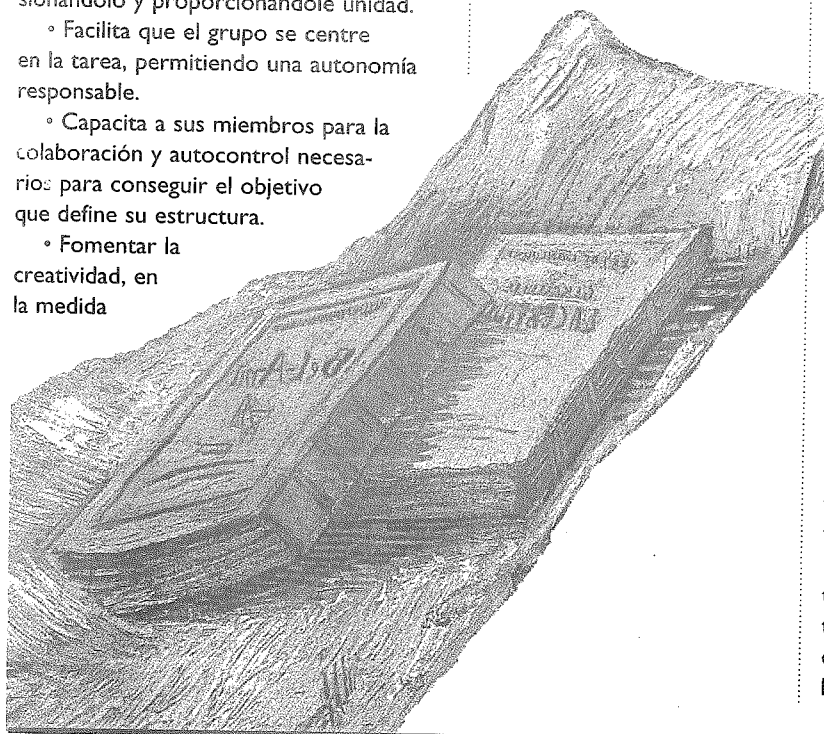 sionándolo y proporcionándole unidad.
° Facilita que el grupo se centre
en la tarea, permitiendo una autonomía
responsable.
° Capacita a sus miembros para la
colaboración y autocontrol necesa-
rios para conseguir el objetivo
que define su estructura.
° Fomentar la
creatividad, en
la medida